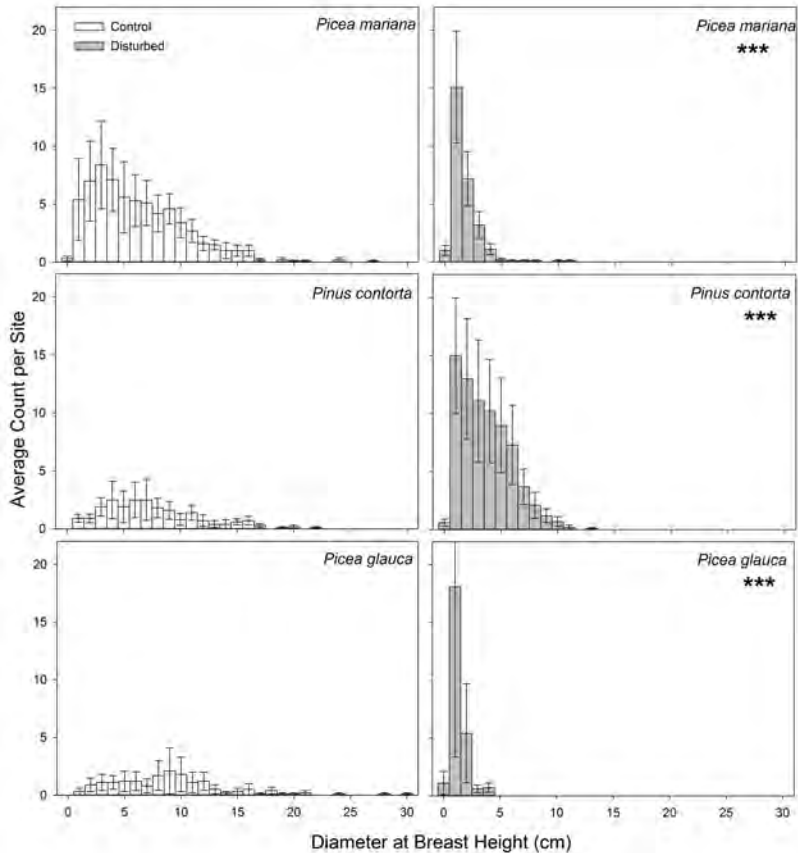 20
15
10
5
0
Control
Disturbed
Picea mariana
Picea mariana
***
20
15
10
5
0
Pinus contorta
Pinus contorta
***
20
15
10
5
0
Picea glauca
Picea glauca
***
Average Count per Site
0 5 10 15 20 25 30
0 5 10 15 20 25 30
Diameter at Breast Height (cm)